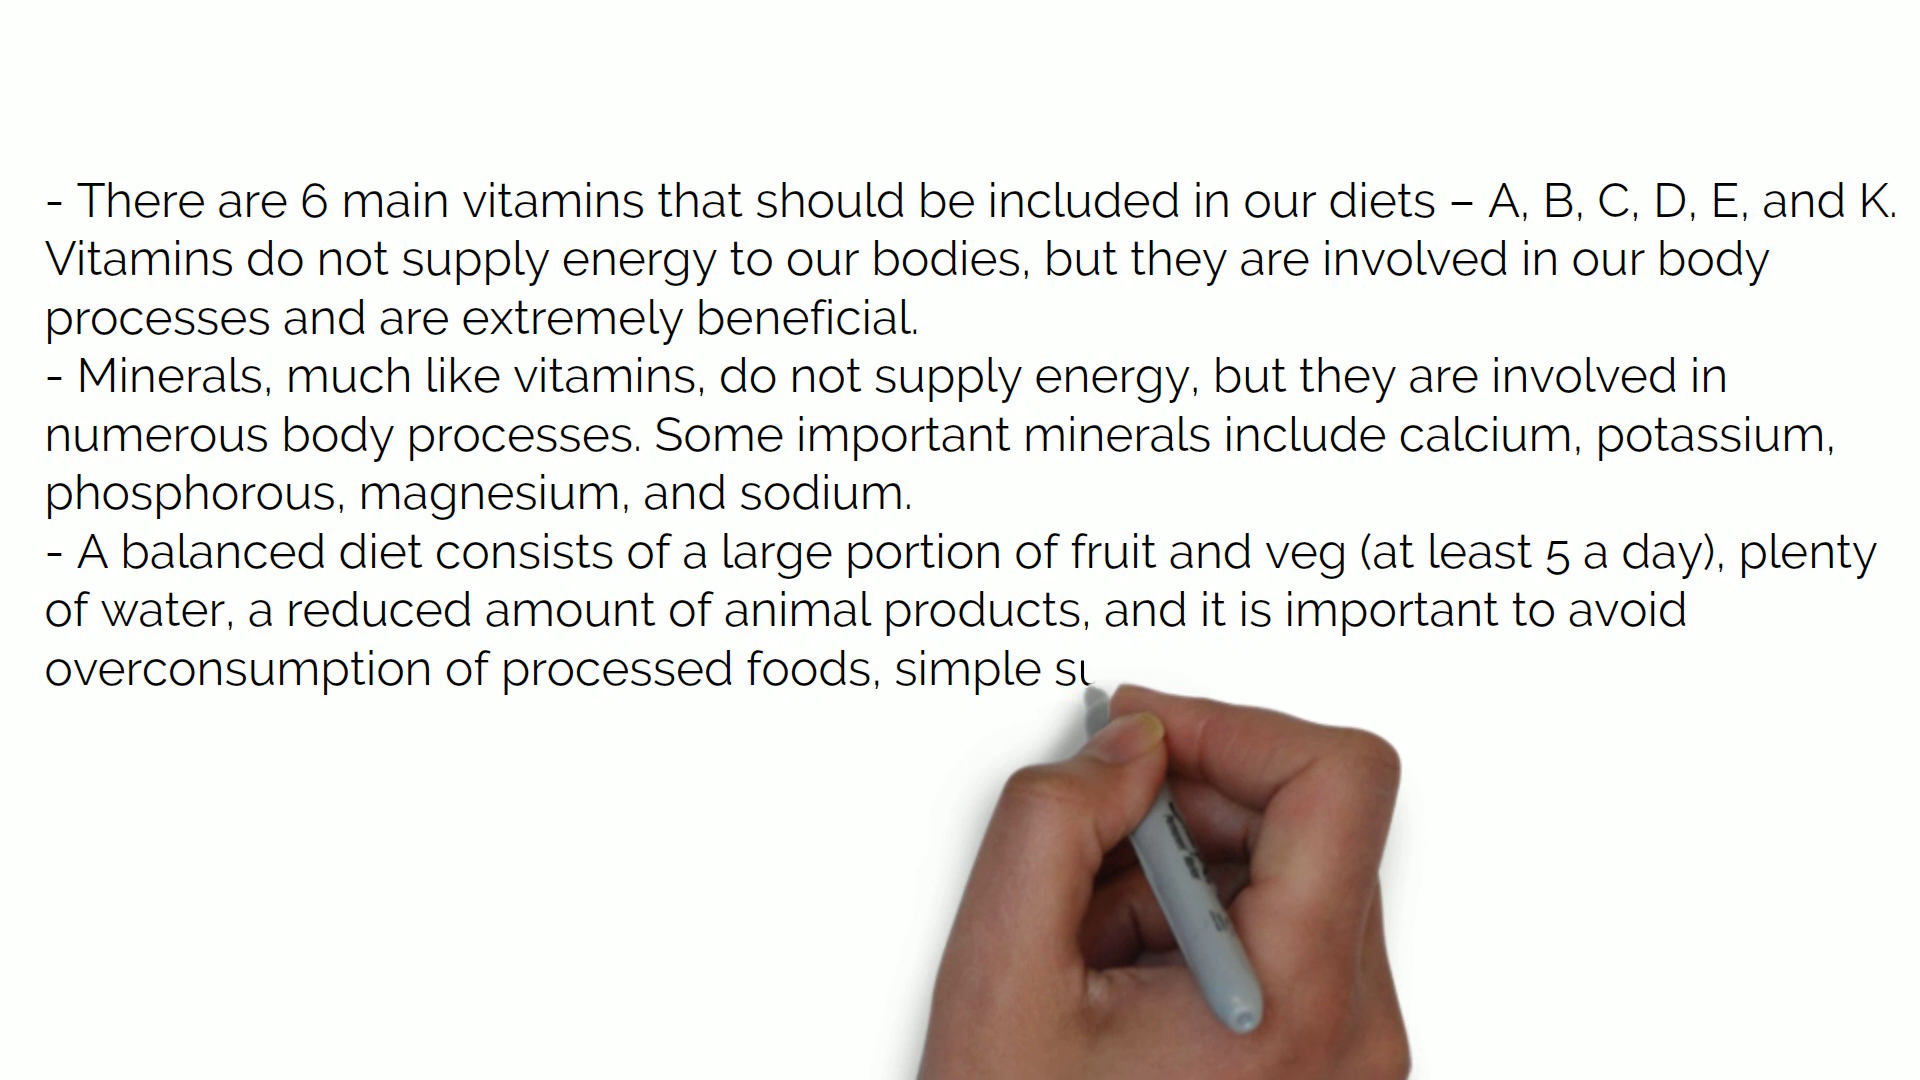 - There are 6 main vitamins that should be included in our diets – A, B, C, D, E, and K.
Vitamins do not supply energy to our bodies, but they are involved in our body
processes and are extremely beneficial.
- Minerals, much like vitamins, do not supply energy, but they are involved in
numerous body processes. Some important minerals include calcium, potassium,
phosphorous, magnesium, and sodium.
- A balanced diet consists of a large portion of fruit and veg (at least 5 a day), plenty
of water, a reduced amount of animal products, and it is important to avoid
overconsumption of processed foods, simple